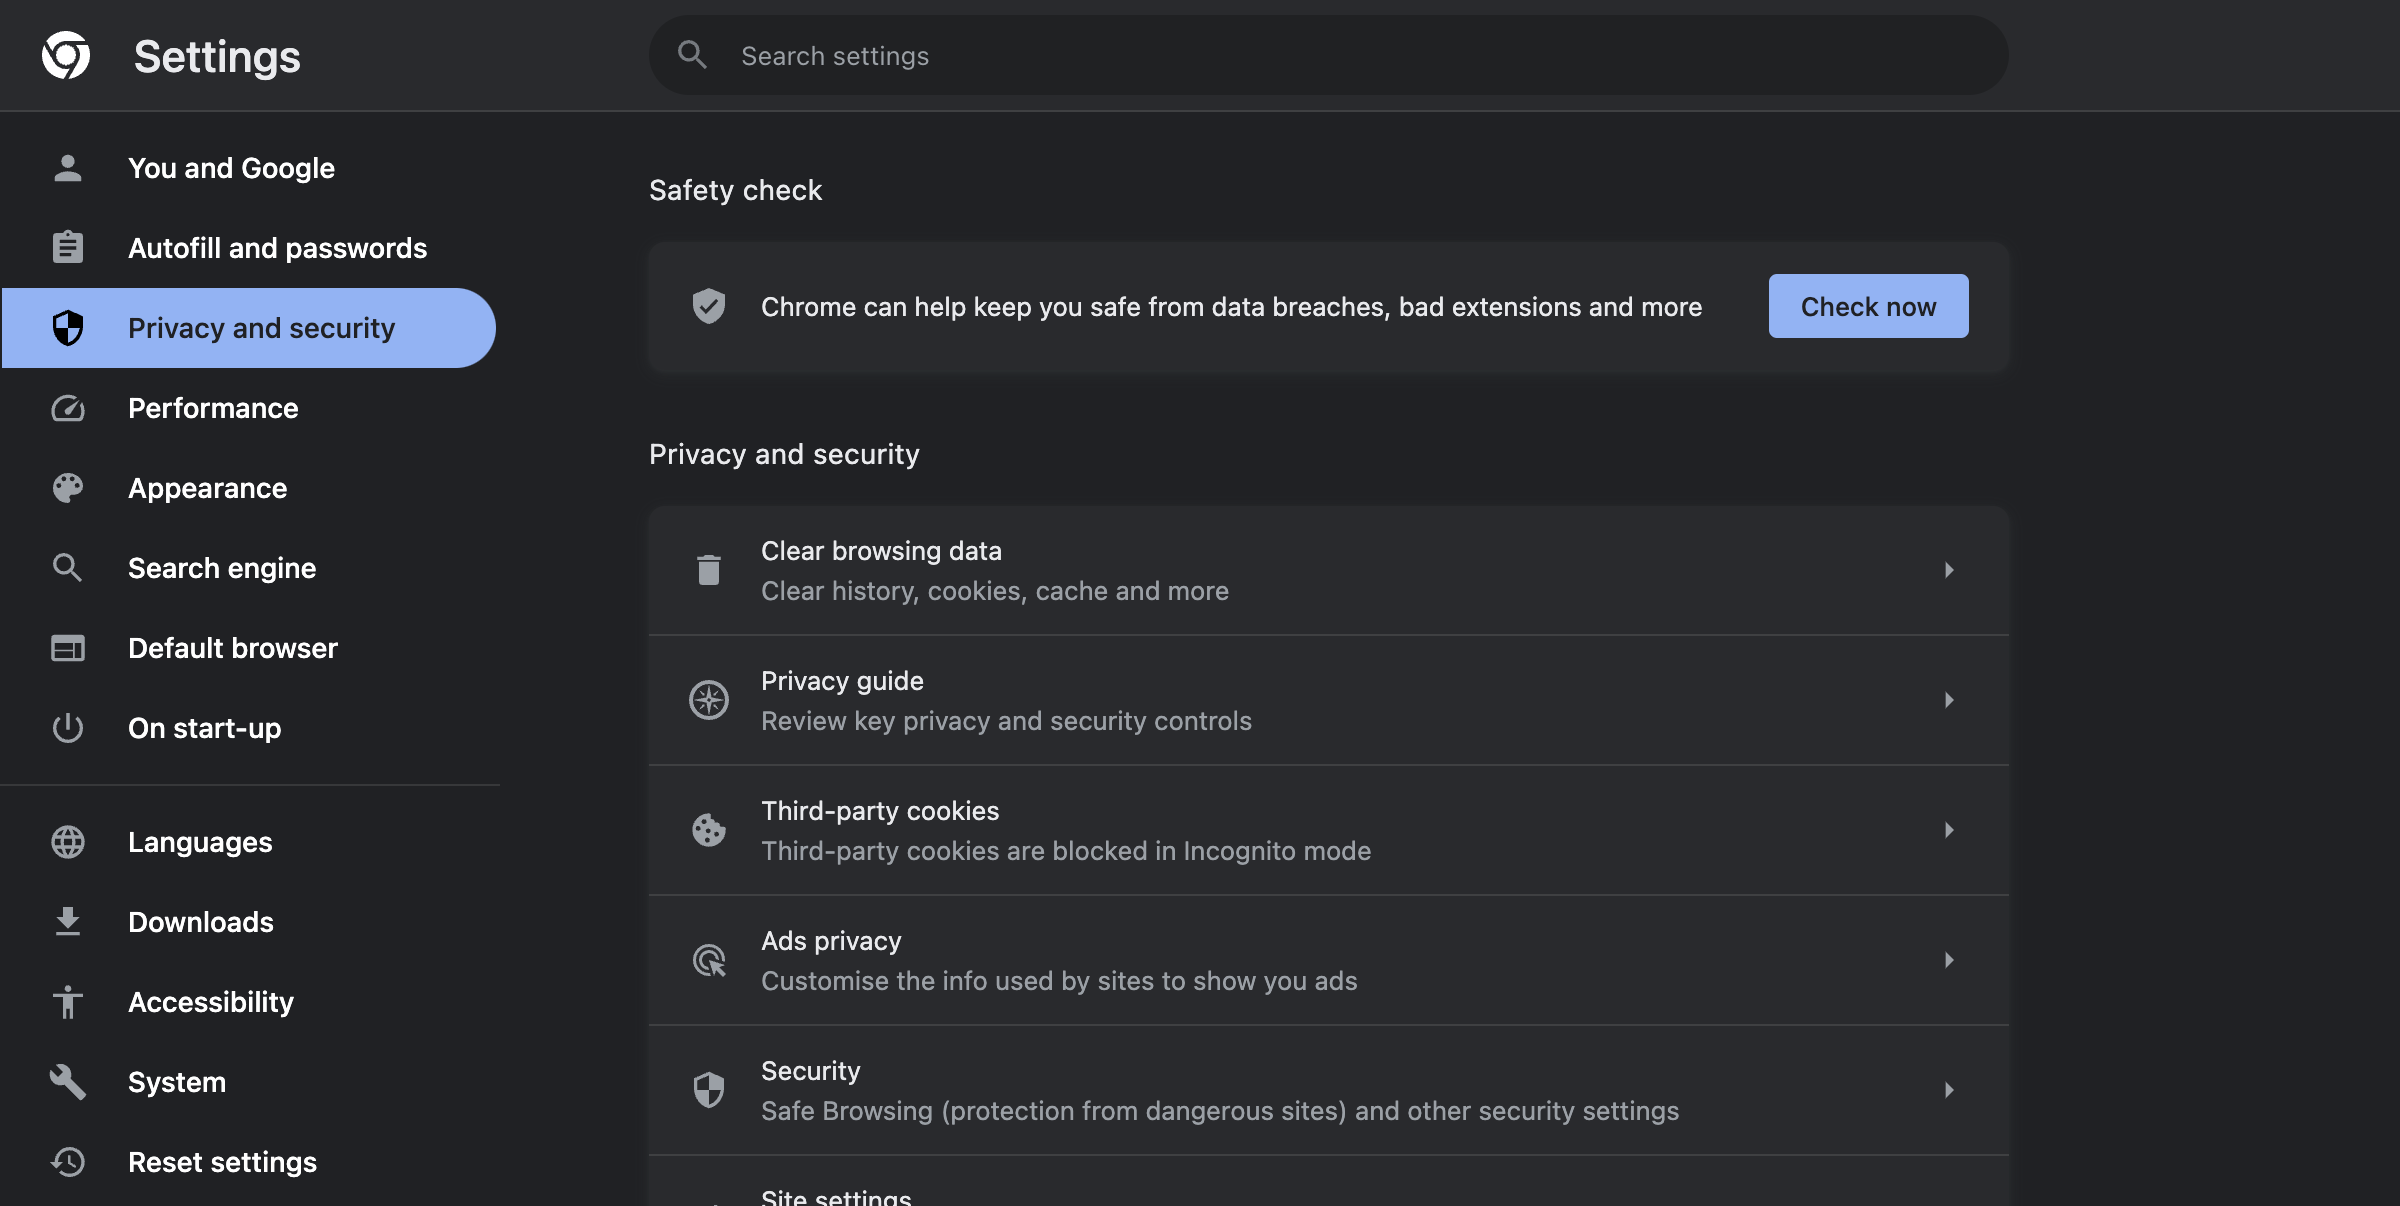 Settings
Search settings
You and Google
Autofill and passwords
Privacy and security
Performance
Appearance
Search engine
Default browser
On start-up
Languages
Downloads
Accessibility
System
Reset settings
Safety check
Chrome can help keep you safe from data breaches, bad extensions and more
Check now
Privacy and security
Clear browsing data
Clear history, cookies, cache and more
Privacy guide
Review key privacy and security controls
Third-party cookies
Third-party cookies are blocked in Incognito mode
Ads privacy
Customise the info used by sites to show you ads
Security
Safe Browsing (protection from dangerous sites) and other security settings
Site settings